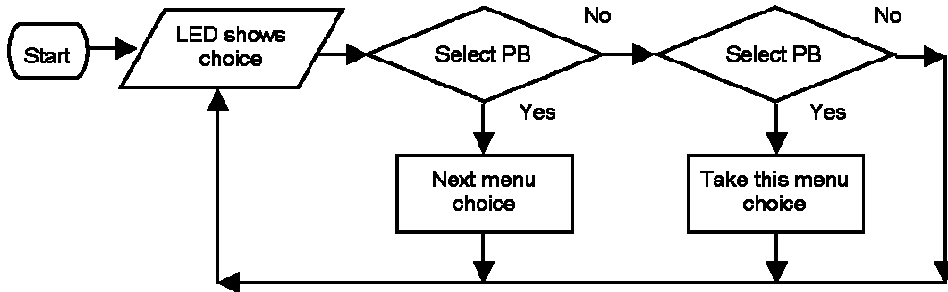 Start
LED shows
choice
Select PB
No
Yes
Next menu
choice
Select PB
No
Yes
Take this menu
choice